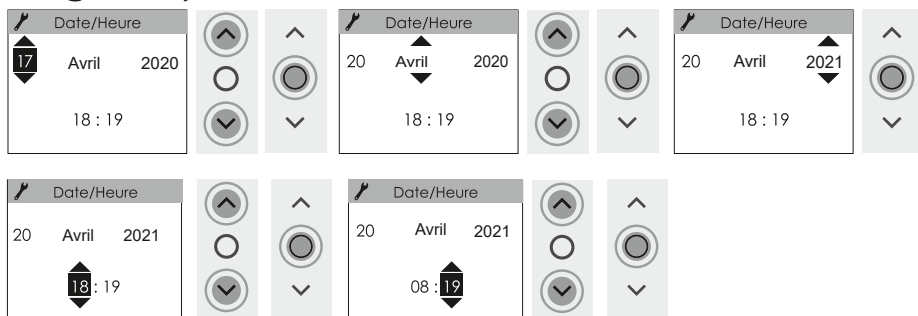 Date/Heure
17 Avril 2020
18 : 19
Date/Heure
20 Avril 2020
18 : 19
Date/Heure
20 Avril 2021
18 : 19
Date/Heure
20 Avril 2021
18 : 19
Date/Heure
20 Avril 2021
08 : 19